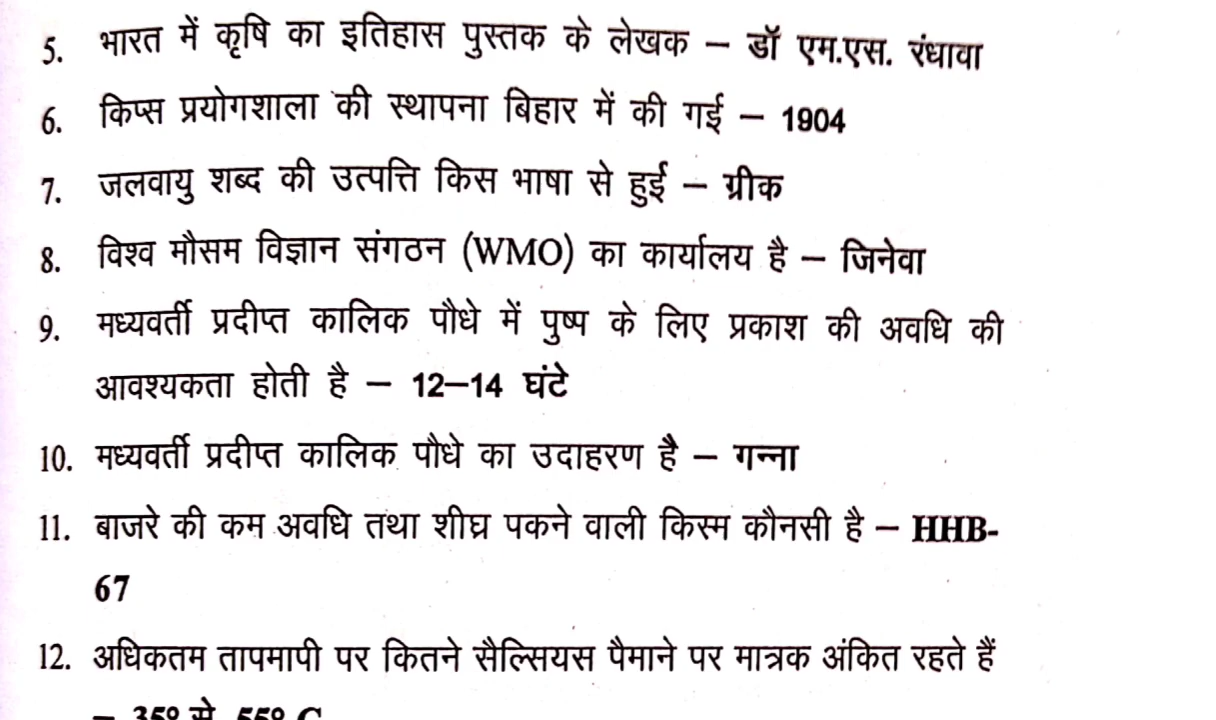 5. भारत में कृषि का इतिहास पुस्तक के लेखक – डॉ एम.एस. रंधावा
6. किप्स प्रयोगशाला की स्थापना बिहार में की गई – 1904
7. जलवायु शब्द की उत्पत्ति किस भाषा से हुई – ग्रीक
8. विश्व मौसम विज्ञान संगठन (WMO) का कार्यालय है – जिनेवा
9. मध्यवर्ती प्रदीप्त कालिक पौधे में पुष्प के लिए प्रकाश की अवधि की
आवश्यकता होती है – 12–14 घंटे
10. मध्यवर्ती प्रदीप्त कालिक पौधे का उदाहरण है – गन्ना
11. बाजरे की कम अवधि तथा शीघ्र पकने वाली किस्म कौनसी है – HHB-
67
12. अधिकतम तापमापी पर कितने सैल्सियस पैमाने पर मात्रक अंकित रहते हैं
– 35º से 55º C